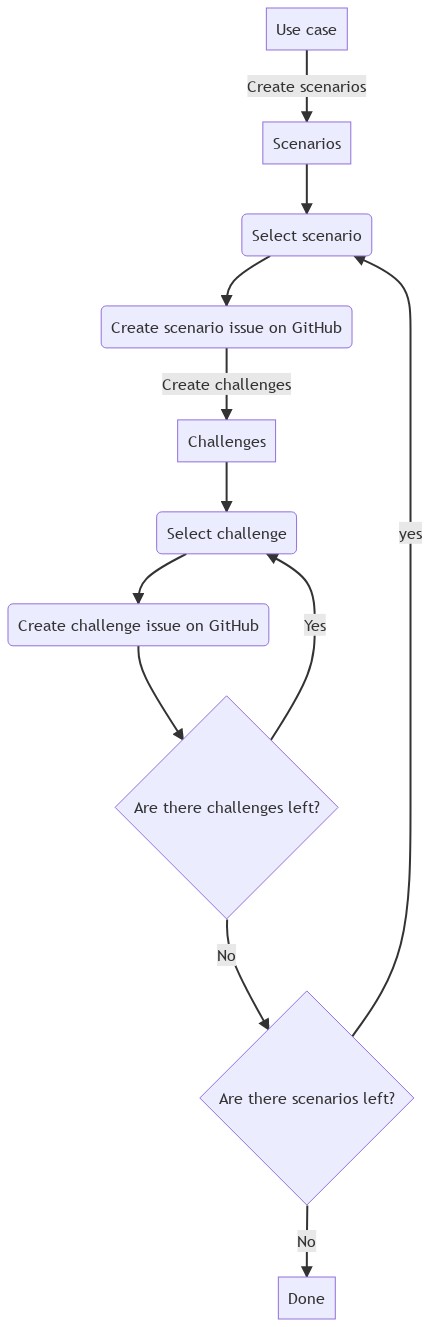 Use case
Create scenarios
Scenarios
Select scenario
Create scenario issue on GitHub
Create challenges
Challenges
Select challenge
yes
Create challenge issue on GitHub
Yes
Are there challenges left?
No
Are there scenarios left?
No
Done